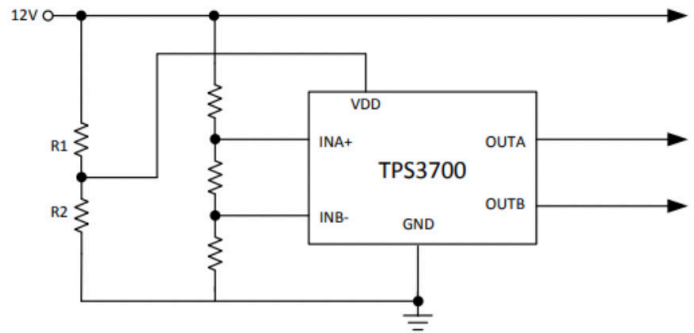 12V
VDD
R1
INA+
OUTA
TPS3700
R2
INB-
OUTB
GND